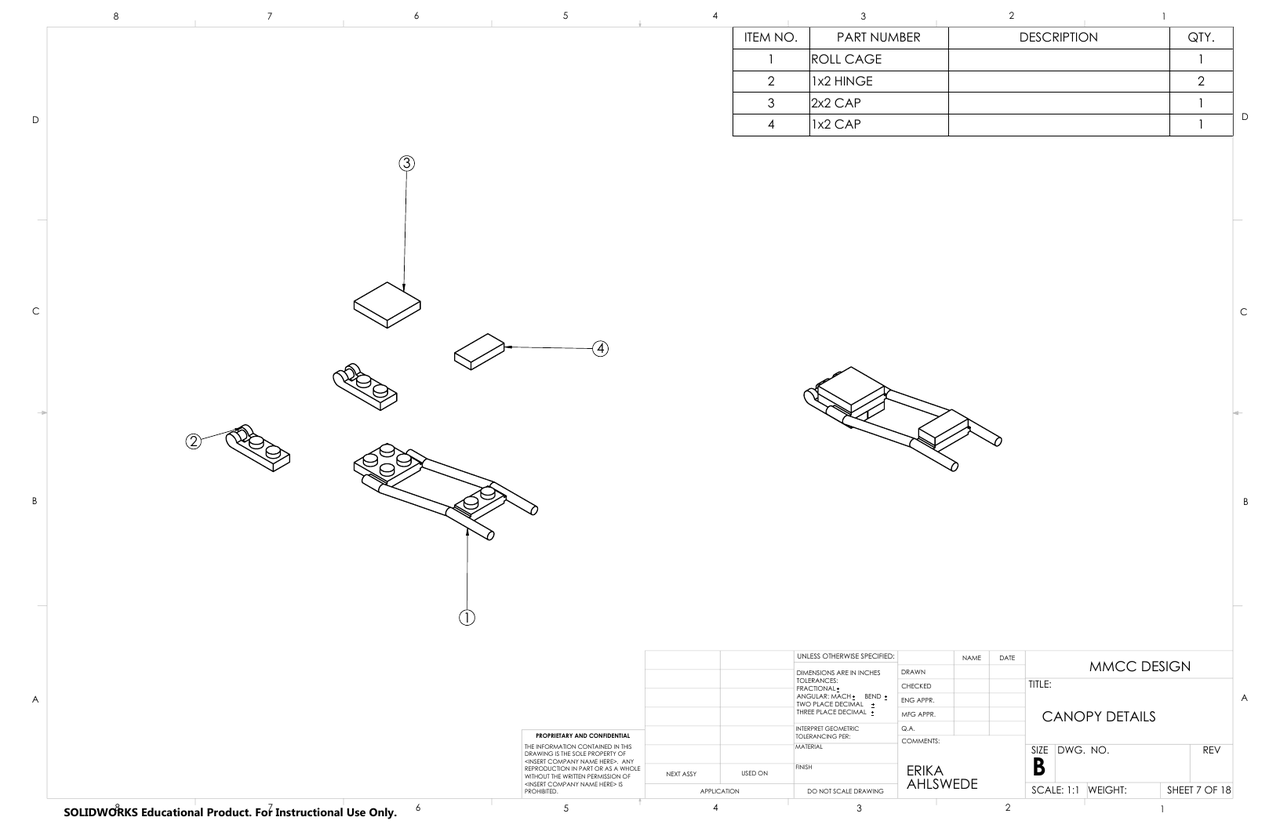 8 7 6 5 4 3 2 1
ITEM NO. PART NUMBER DESCRIPTION QTY.
1 ROLL CAGE 1
2 1x2 HINGE 2
3 2x2 CAP 1
4 1x2 CAP 1
D D
3
C C
4
2
B B
1
A A
UNLESS OTHERWISE SPECIFIED:
DIMENSIONS ARE IN INCHES
TOLERANCES:
FRACTIONAL±
ANGULAR: MACH± BEND ±
TWO PLACE DECIMAL ±
THREE PLACE DECIMAL ±
INTERPRET GEOMETRIC
TOLERANCING PER:
MATERIAL
FINISH
DO NOT SCALE DRAWING
NAME DATE
DRAWN
CHECKED
ENG APPR.
MFG APPR.
Q.A.
COMMENTS:
ERIKA
AHLSWEDE
MMCC DESIGN
TITLE:
CANOPY DETAILS
SIZE DWG. NO. REV
B
SCALE: 1:1 WEIGHT: SHEET 7 OF 18
PROPRIETARY AND CONFIDENTIAL
THE INFORMATION CONTAINED IN THIS
DRAWING IS THE SOLE PROPERTY OF
<INSERT COMPANY NAME HERE>. ANY
REPRODUCTION IN PART OR AS A WHOLE
WITHOUT THE WRITTEN PERMISSION OF
<INSERT COMPANY NAME HERE> IS
PROHIBITED.
NEXT ASSY USED ON
APPLICATION
8 6 5 4 3 2 1
SOLIDWORKS Educational Product. For Instructional Use Only.